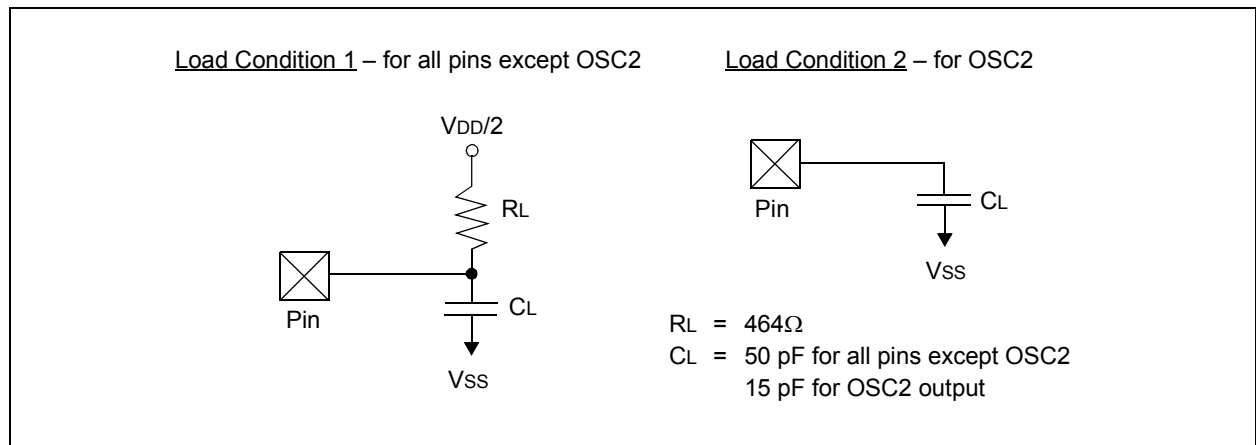 Load Condition 1 – for all pins except OSC2
VDD/2
RL
Pin
CL
VSS
Load Condition 2 – for OSC2
Pin
CL
VSS
RL = 464Ω
CL = 50 pF for all pins except OSC2
15 pF for OSC2 output